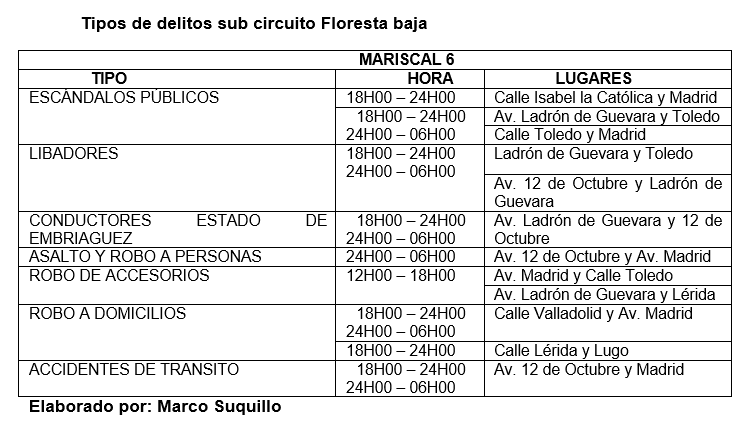 Tipos de delitos sub circuito Floresta baja
MARISCAL 6
TIPO HORA LUGARES
ESCÁNDALOS PÚBLICOS 18H00 – 24H00 Calle Isabel la Católica y Madrid
18H00 – 24H00 Av. Ladrón de Guevara y Toledo
24H00 – 06H00 Calle Toledo y Madrid
LIBADORES 18H00 – 24H00 Ladrón de Guevara y Toledo
24H00 – 06H00
Av. 12 de Octubre y Ladrón de
Guevara
CONDUCTORES ESTADO DE 18H00 – 24H00 Av. Ladrón de Guevara y 12 de
EMBRIAGUEZ 24H00 – 06H00 Octubre
ASALTO Y ROBO A PERSONAS 24H00 – 06H00 Av. 12 de Octubre y Av. Madrid
ROBO DE ACCESORIOS 12H00 – 18H00 Av. Madrid y Calle Toledo
Av. Ladrón de Guevara y Lérida
ROBO A DOMICILIOS 18H00 – 24H00 Calle Valladolid y Av. Madrid
24H00 – 06H00
18H00 – 24H00 Calle Lérida y Lugo
ACCIDENTES DE TRANSITO 18H00 – 24H00 Av. 12 de Octubre y Madrid
24H00 – 06H00
Elaborado por: Marco Suquillo